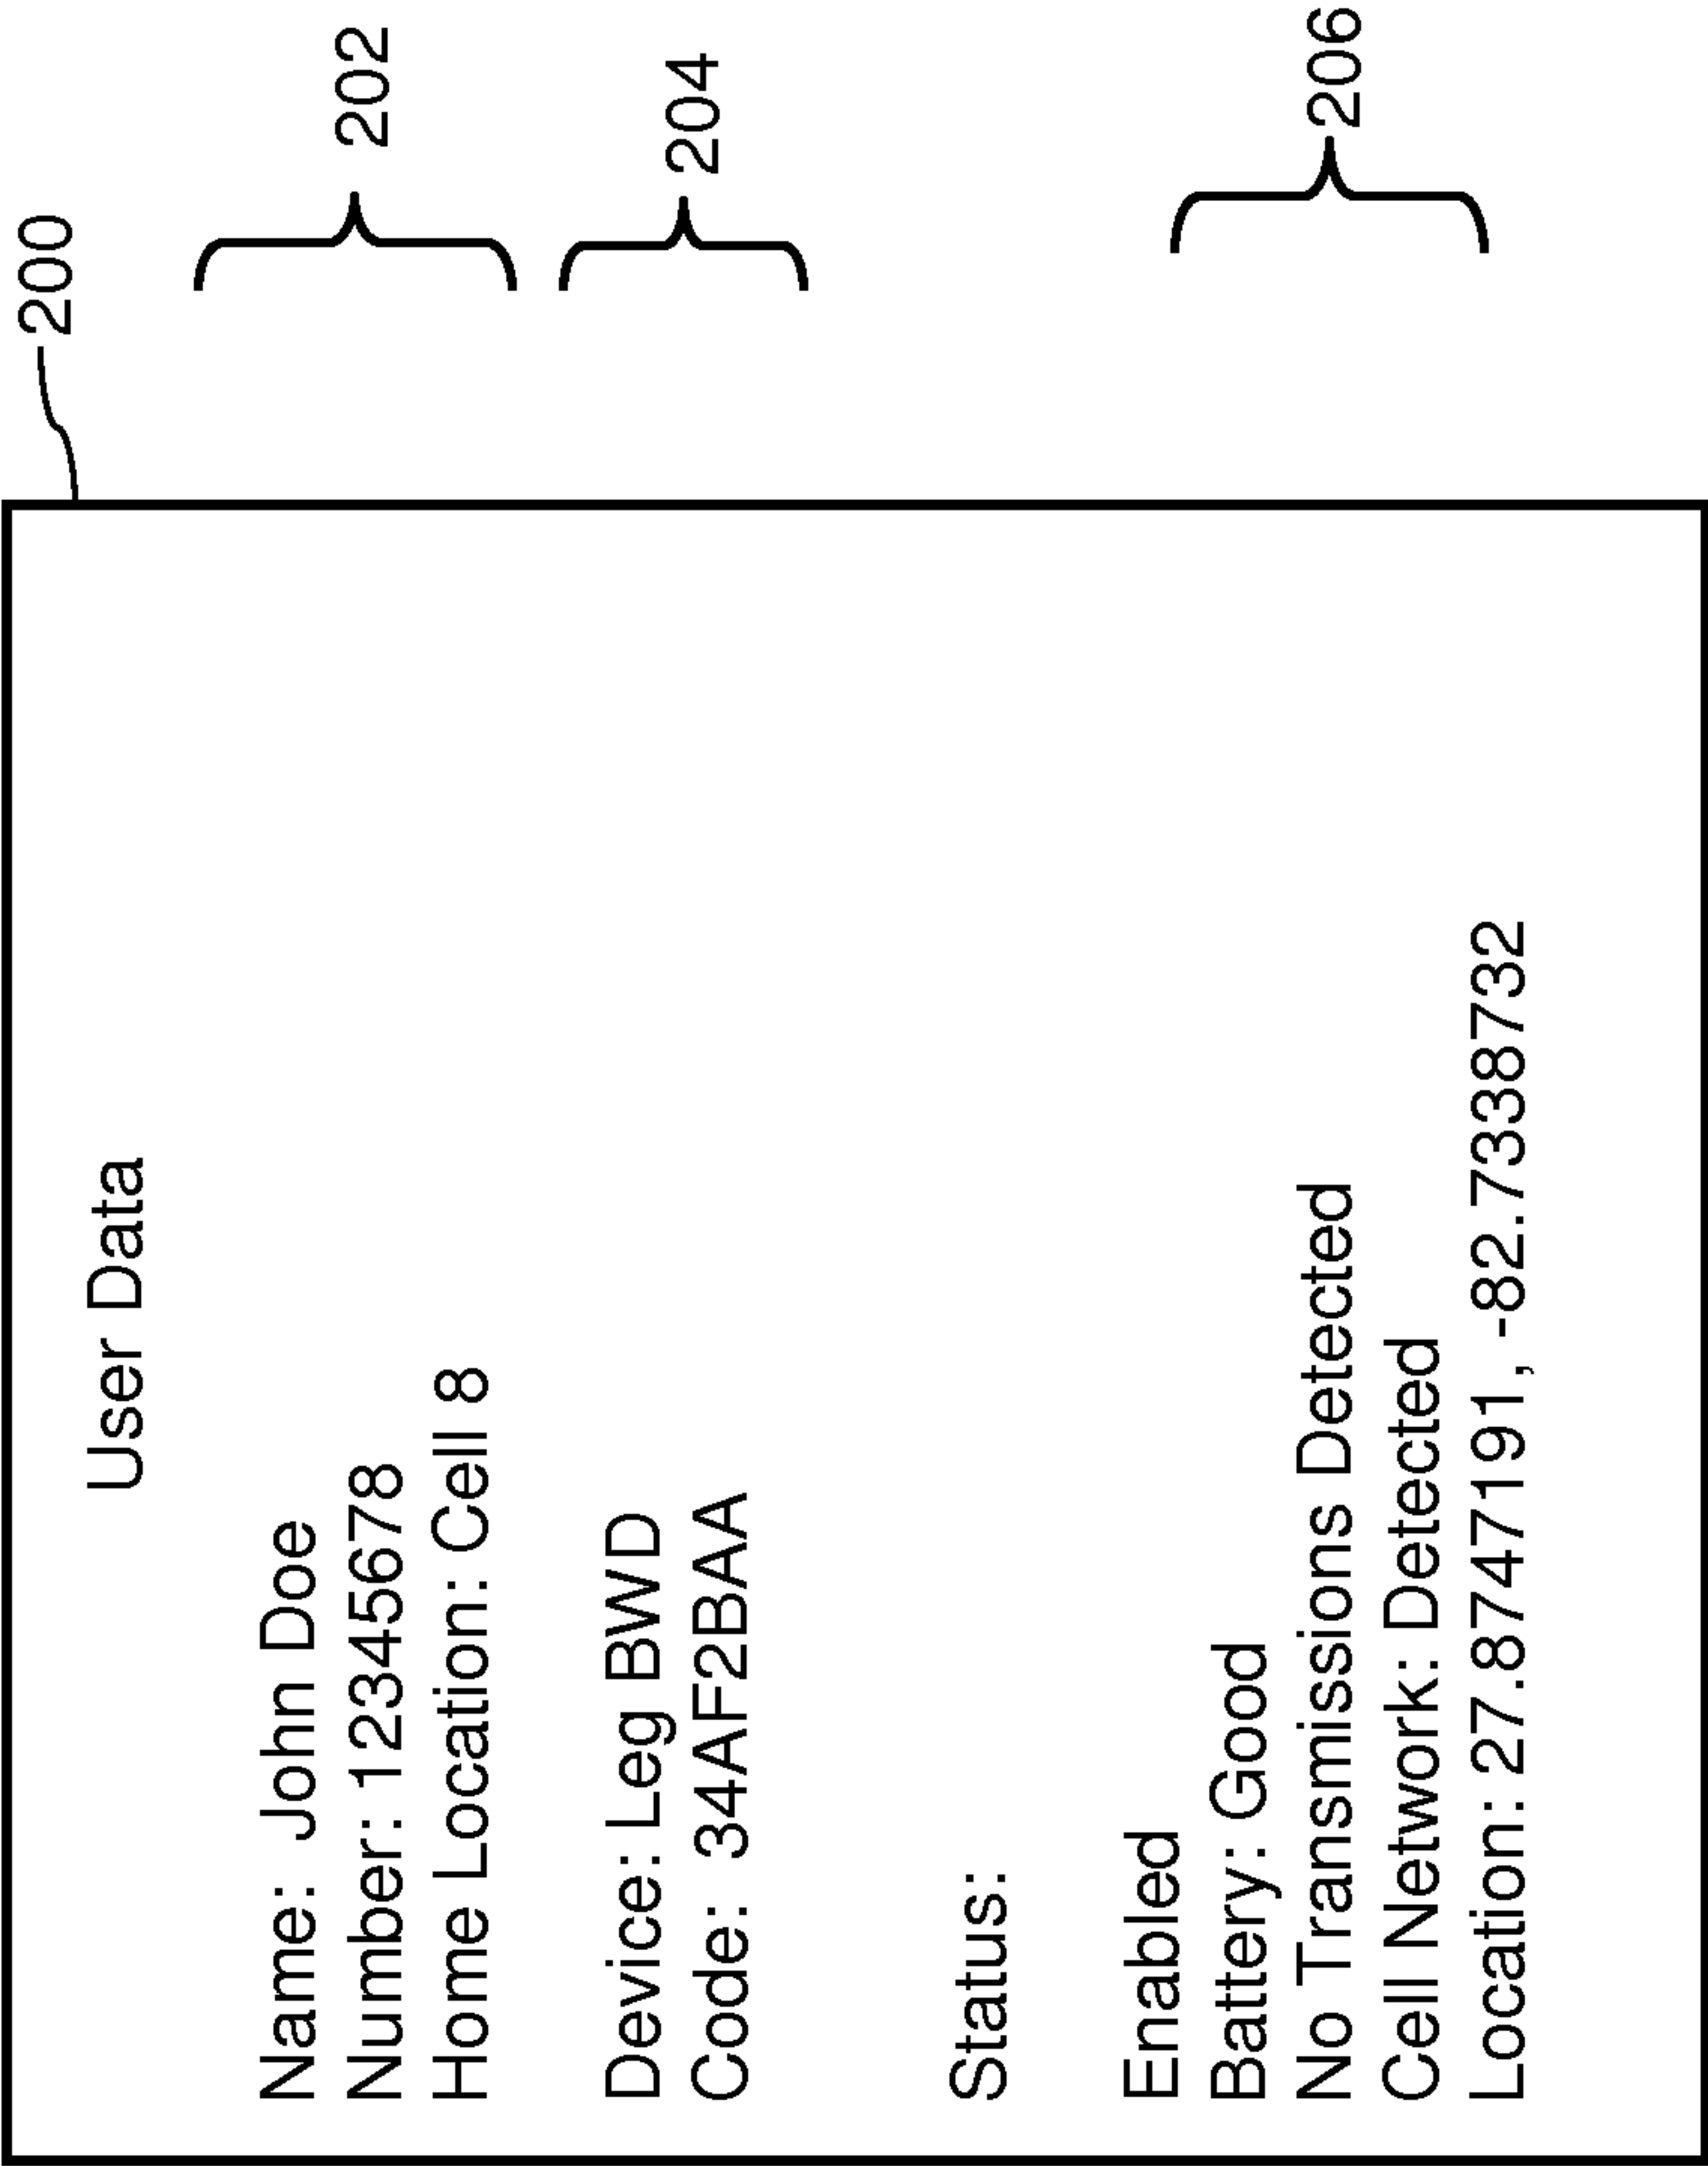 200
User Data
Name: John Doe
Number: 12345678
Home Location: Cell 8
202
Device: Leg BWD
Code: 34AF2BAA
204
Status:
Enabled
Battery: Good
No Transmissions Detected
Cell Network: Detected
Location: 27.8747191, -82.7338732
206